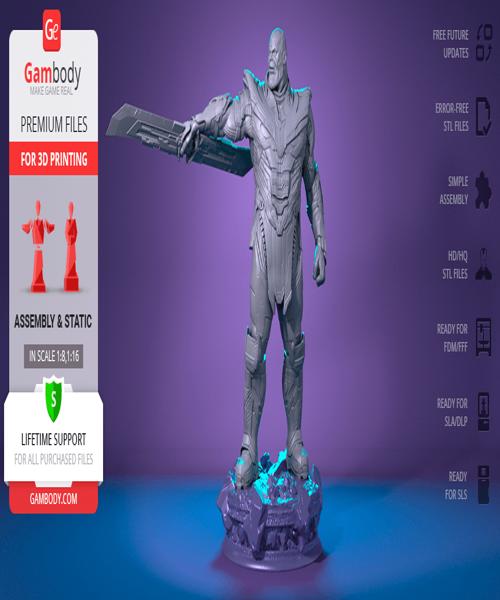 Ge
Gambody
MAKE GAME REAL
PREMIUM FILES
FOR 3D PRINTING
ASSEMBLY & STATIC
IN SCALE 1:8,1:16
S
LIFETIME SUPPORT
FOR ALL PURCHASED FILES
GAMBODY.COM
FREE FUTURE
UPDATES
ERROR-FREE
STL FILES
SIMPLE
ASSEMBLY
HD/HQ
STL FILES
READY FOR
FDM/FFF
READY FOR
SLA/DLP
READY
FOR SLS